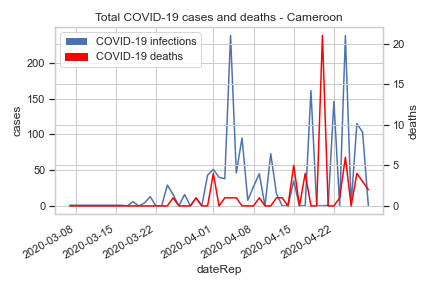 Total COVID-19 cases and deaths - Cameroon
COVID-19 infections
COVID-19 deaths
200
150
100
50
0
cases
20
15
10
5
0
deaths
2020-03-08
2020-03-15
2020-03-22
2020-04-01
2020-04-08
2020-04-15
2020-04-22
dateRep